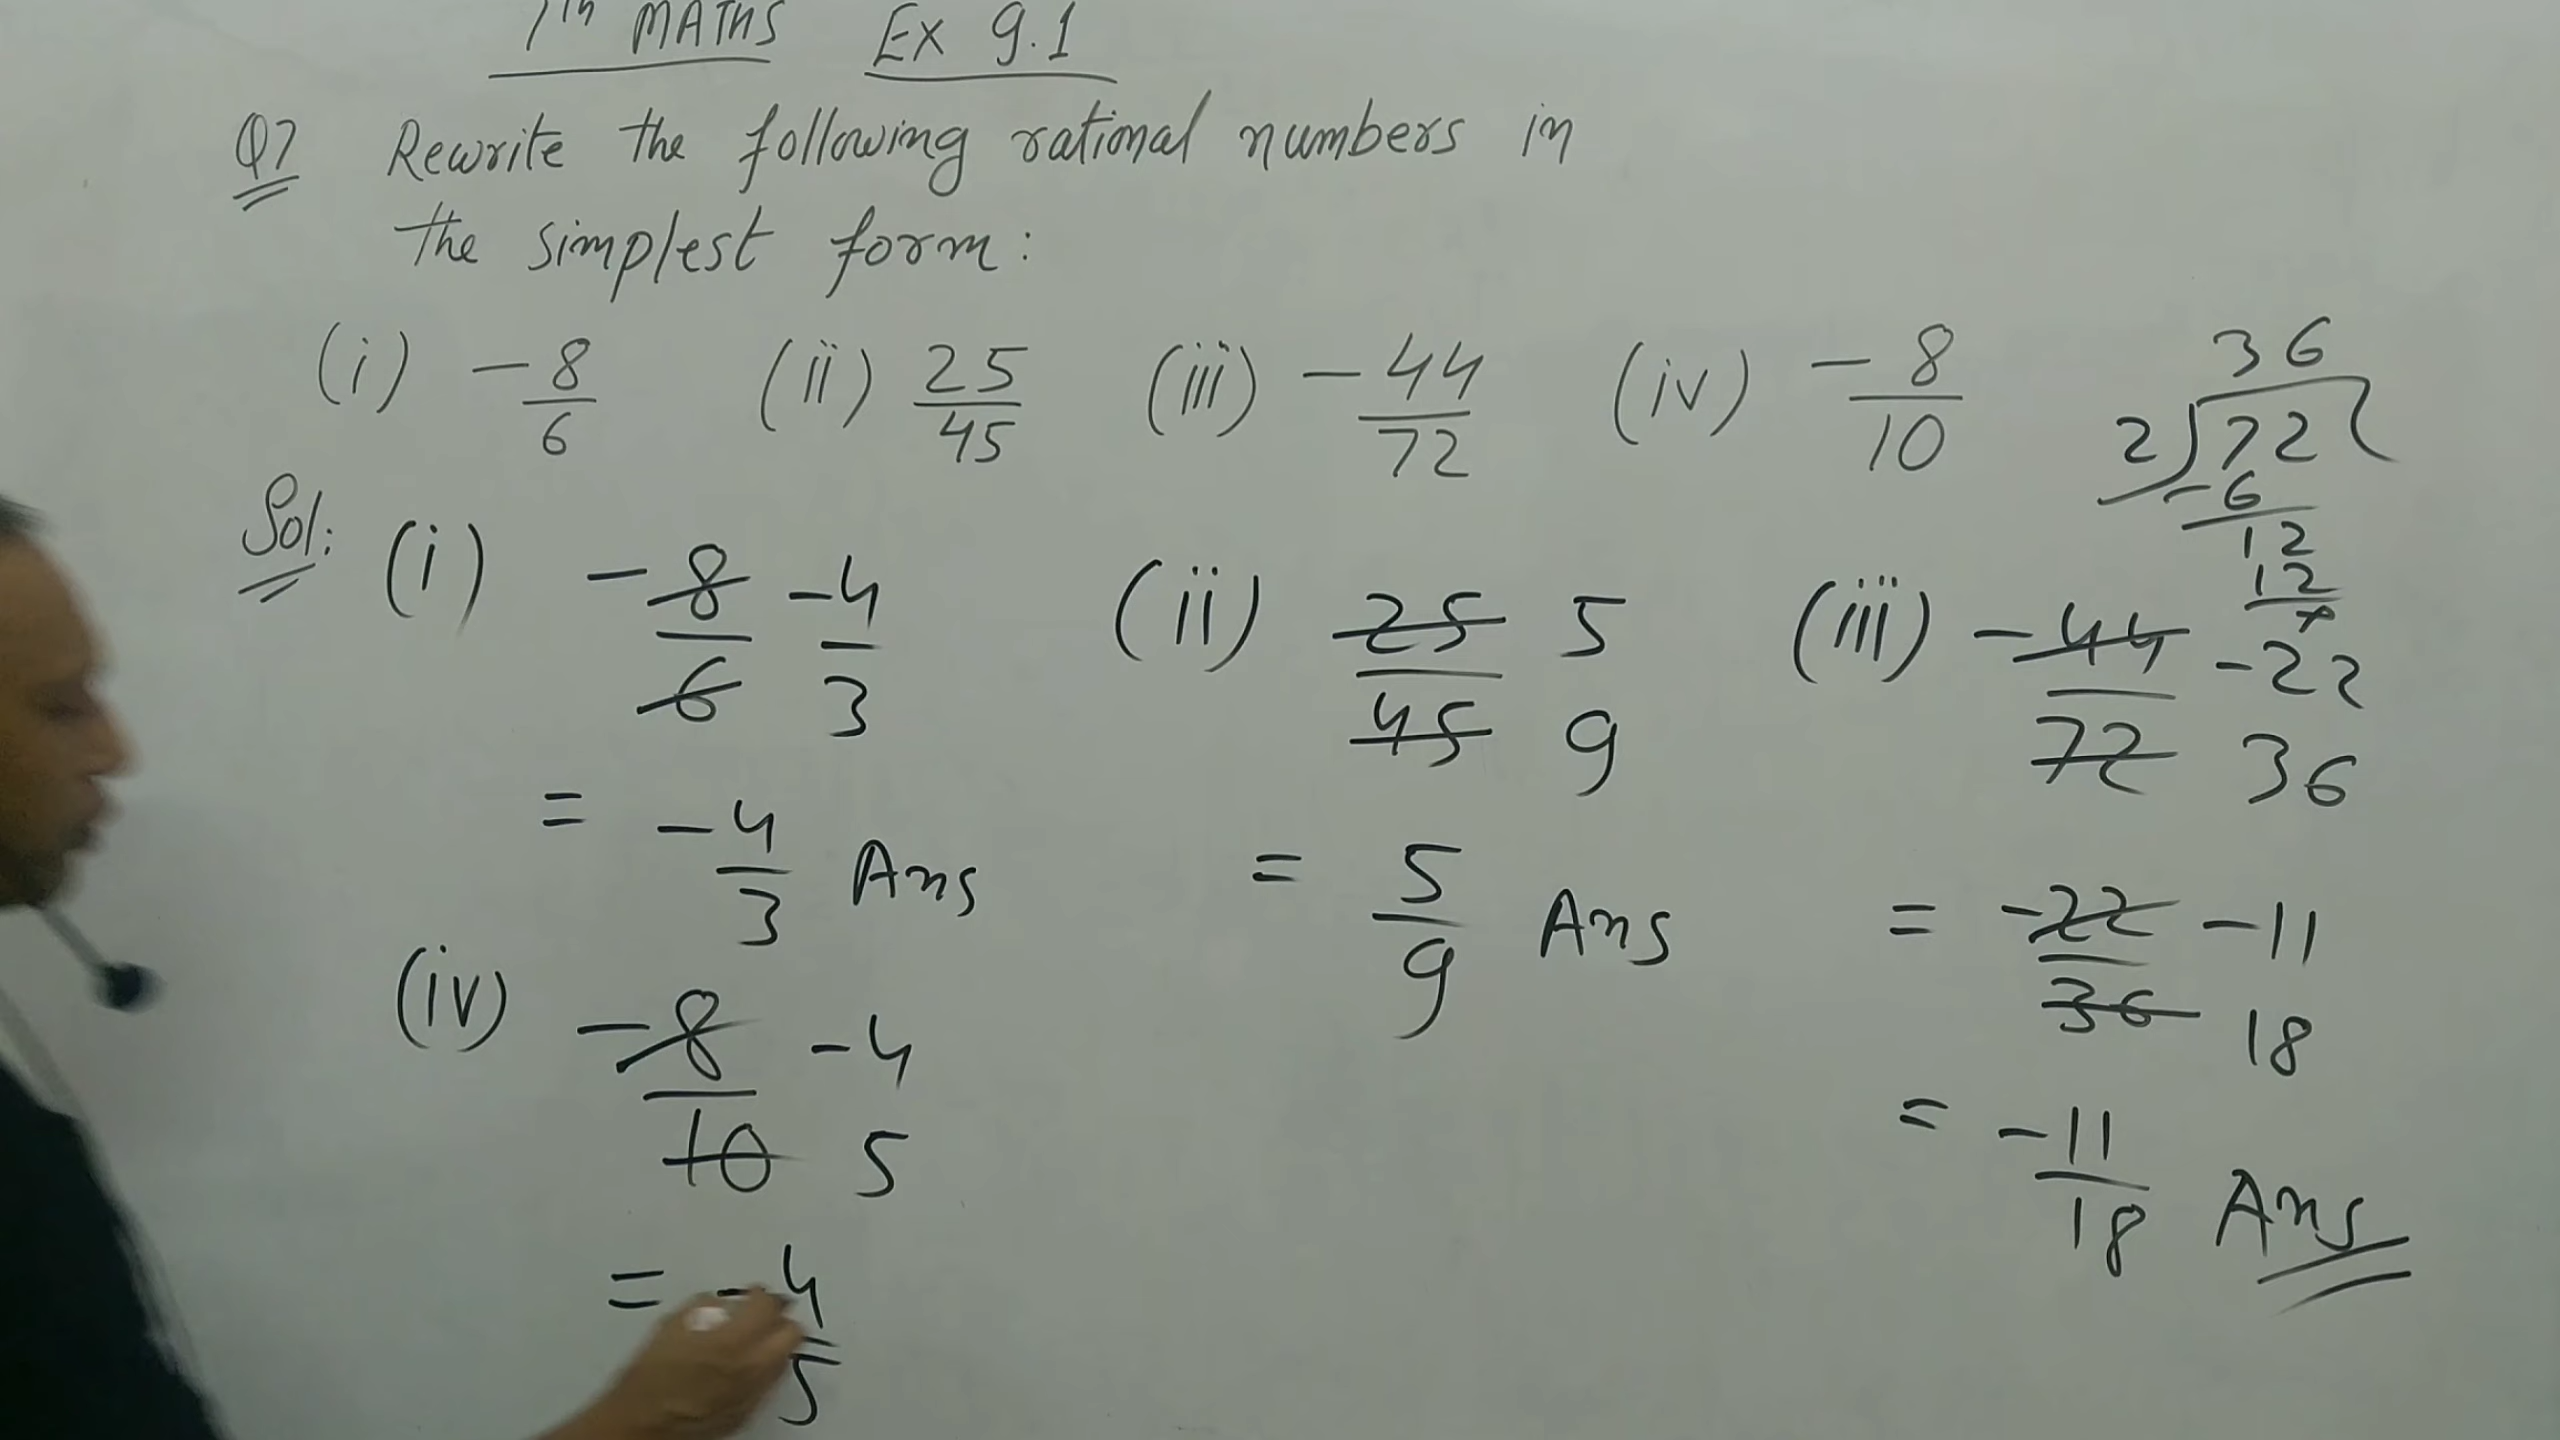 7th MATHS Ex 9.1
Q7 Rewrite the following rational numbers in
the simplest form:
(i) -8/6 (ii) 25/45 (iii) -44/72 (iv) -8/10
36
2)72(
-6
12
12
x
Sol: (i) -8/6 -4/3
(ii) 25/45 5 9
(iii) -44/72 -22 36
= -4/3 Ans
= 5/9 Ans
= -22/36 -11 18
(iv) -8/10 -4 5
= -11/18 Ans
= -4/5